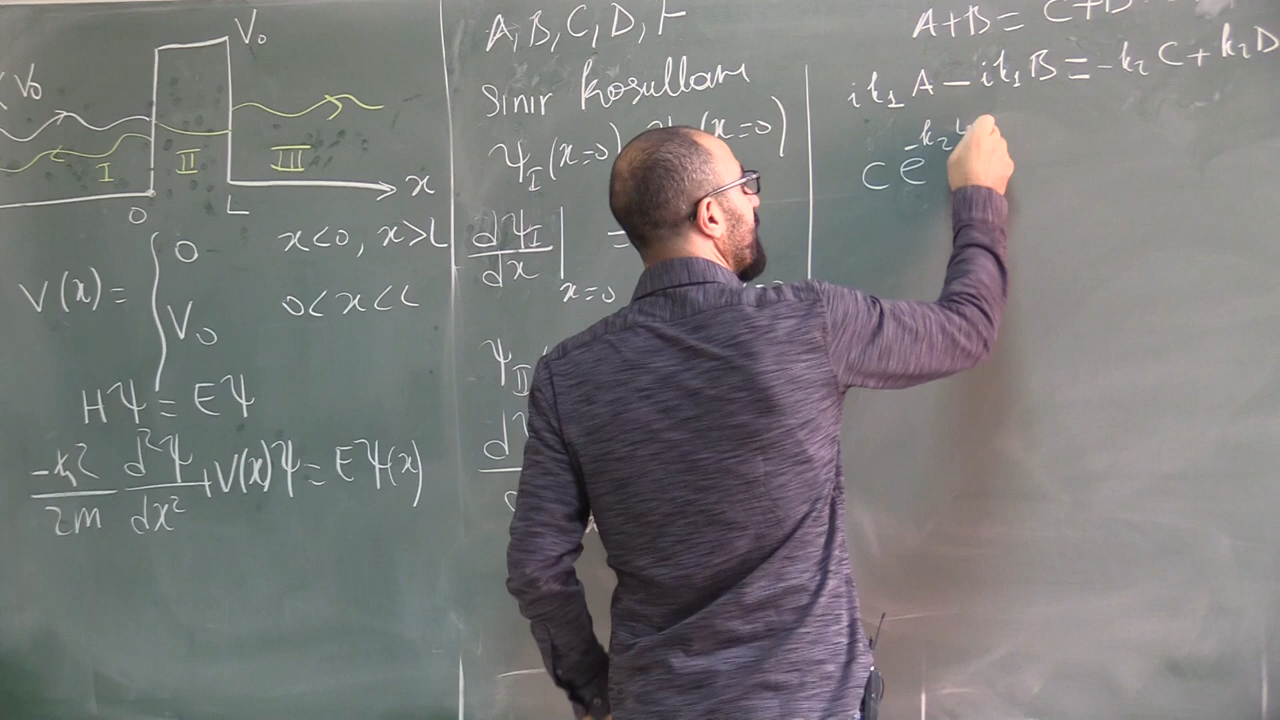 V₀
V₀
I II III
0 L x
V(x) = { 0 x<0, x>L
V₀ 0<x<L
HΨ = EΨ
-ħ²/2m d²Ψ/dx² + V(x)Ψ = EΨ(x)
A, B, C, D, F
Sınır Koşulları
Ψ_I(x=0) (x=0)
dΨ_I/dx |x=0 =
Ψ_II
A+B = C+D
ik₁A - ik₁B = -k₂C + k₂D
Ce^-k₂L